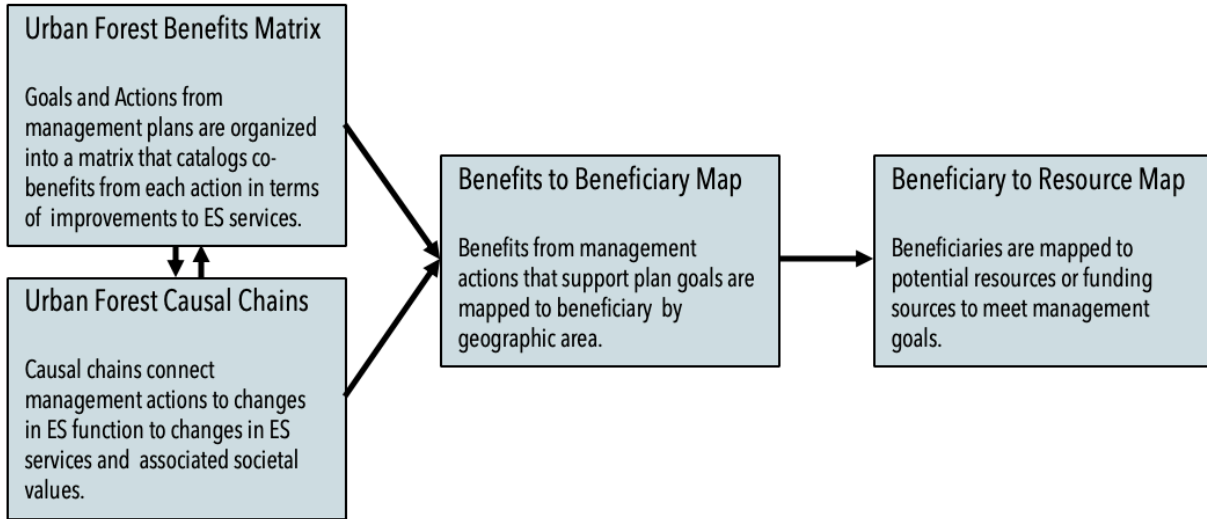 Urban Forest Benefits Matrix
Goals and Actions from
management plans are organized
into a matrix that catalogs co-
benefits from each action in terms
of improvements to ES services.
Urban Forest Causal Chains
Causal chains connect
management actions to changes
in ES function to changes in ES
services and associated societal
values.
Benefits to Beneficiary Map
Benefits from management
actions that support plan goals are
mapped to beneficiary by
geographic area.
Beneficiary to Resource Map
Beneficiaries are mapped to
potential resources or funding
sources to meet management
goals.